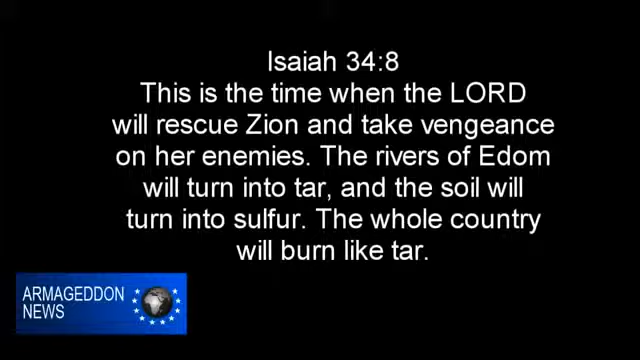 Isaiah 34:8
This is the time when the LORD
will rescue Zion and take vengeance
on her enemies. The rivers of Edom
will turn into tar, and the soil will
turn into sulfur. The whole country
will burn like tar.
ARMAGEDDON
NEWS